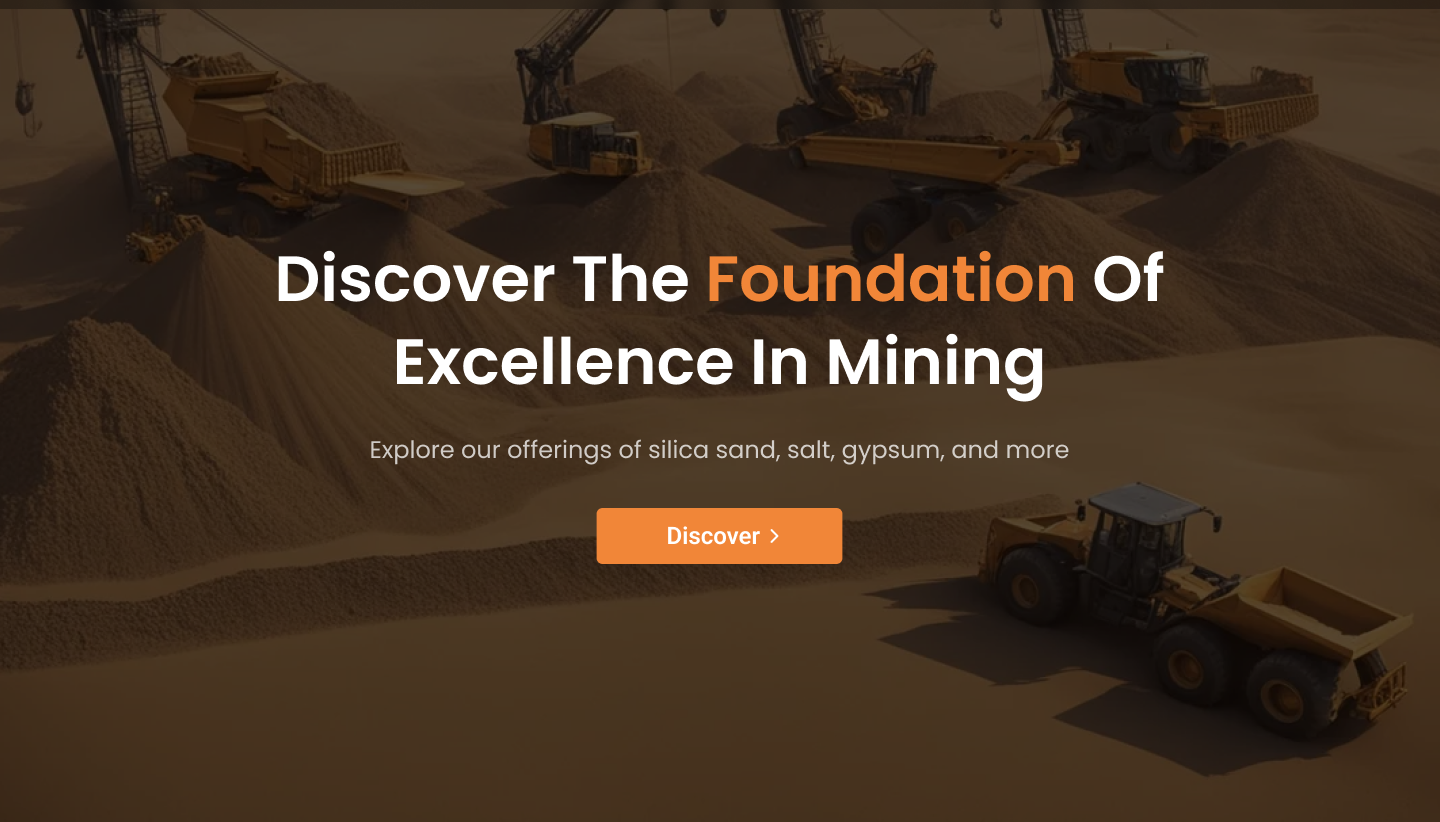 Discover The Foundation Of
Excellence In Mining
Explore our offerings of silica sand, salt, gypsum, and more
Discover >